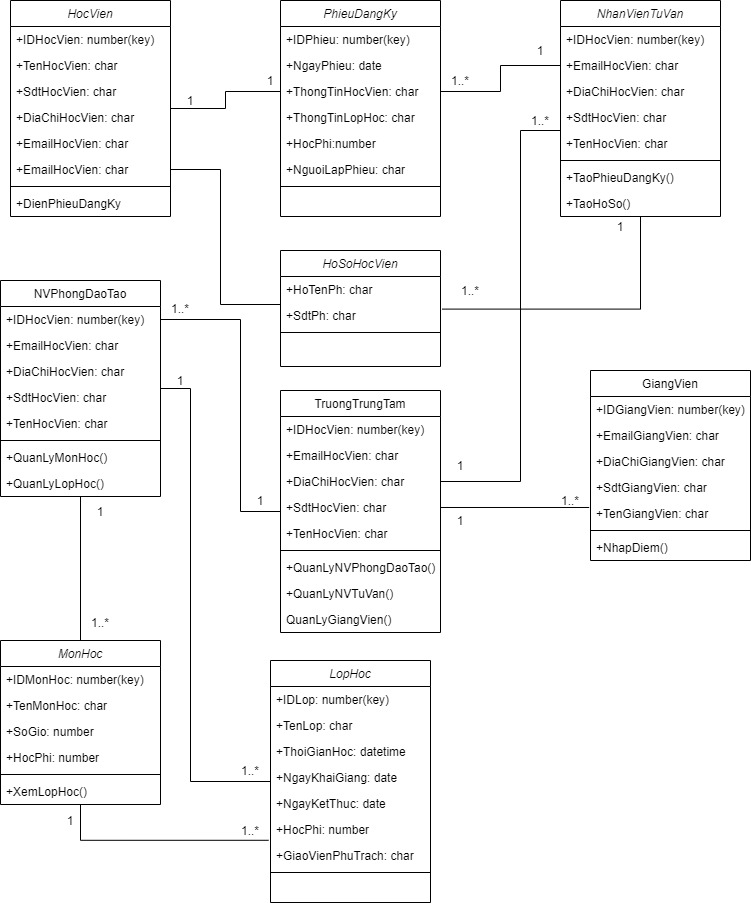 HocVien
+IDHocVien: number(key)
+TenHocVien: char
+SdtHocVien: char
+DiaChiHocVien: char
+EmailHocVien: char
+EmailHocVien: char
+DienPhieuDangKy
1
1
PhieuDangKy
+IDPhieu: number(key)
+NgayPhieu: date
+ThongTinHocVien: char
+ThongTinLopHoc: char
+HocPhi:number
+NguoiLapPhieu: char
1..*
1
NhanVienTuVan
+IDHocVien: number(key)
+EmailHocVien: char
+DiaChiHocVien: char
+SdtHocVien: char
+TenHocVien: char
+TaoPhieuDangKy()
+TaoHoSo()
1..*
1
HoSoHocVien
+HoTenPh: char
+SdtPh: char
1..*
NVPhongDaoTao
+IDHocVien: number(key)
+EmailHocVien: char
+DiaChiHocVien: char
+SdtHocVien: char
+TenHocVien: char
+QuanLyMonHoc()
+QuanLyLopHoc()
1..*
1
1
1
TruongTrungTam
+IDHocVien: number(key)
+EmailHocVien: char
+DiaChiHocVien: char
+SdtHocVien: char
+TenHocVien: char
+QuanLyNVPhongDaoTao()
+QuanLyNVTuVan()
QuanLyGiangVien()
1
1
1..*
GiangVien
+IDGiangVien: number(key)
+EmailGiangVien: char
+DiaChiGiangVien: char
+SdtGiangVien: char
+TenGiangVien: char
+NhapDiem()
1..*
MonHoc
+IDMonHoc: number(key)
+TenMonHoc: char
+SoGio: number
+HocPhi: number
+XemLopHoc()
1
1..*
1..*
LopHoc
+IDLop: number(key)
+TenLop: char
+ThoiGianHoc: datetime
+NgayKhaiGiang: date
+NgayKetThuc: date
+HocPhi: number
+GiaoVienPhuTrach: char